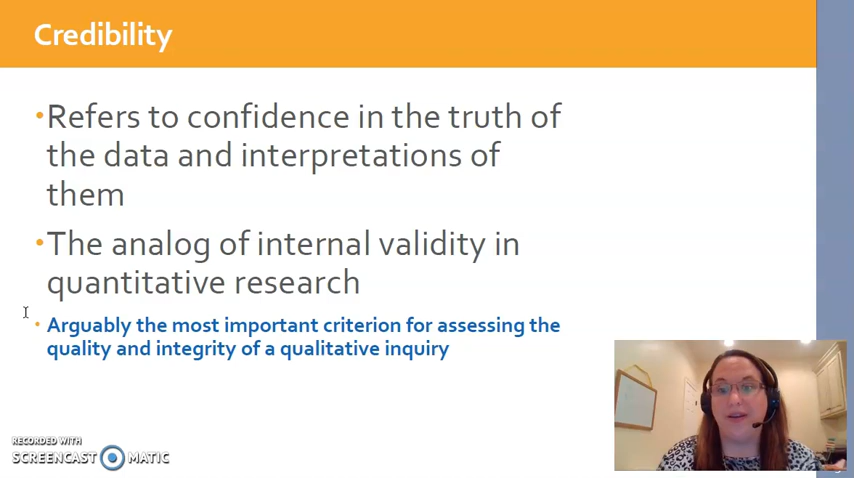 Credibility
•Refers to confidence in the truth of
the data and interpretations of
them
•The analog of internal validity in
quantitative research
• Arguably the most important criterion for assessing the
quality and integrity of a qualitative inquiry
RECORDED WITH
SCREENCAST MATIC